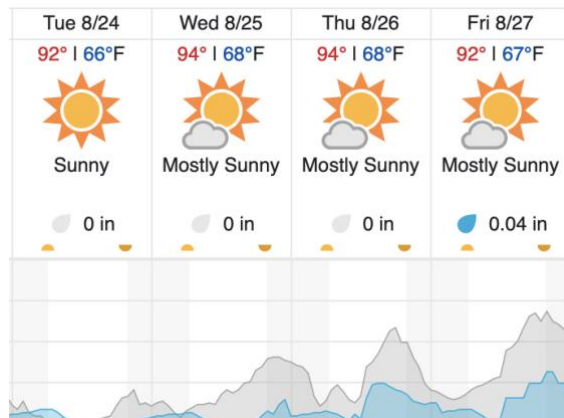 Tue 8/24
Wed 8/25
Thu 8/26
Fri 8/27
92° | 66°F
94° | 68°F
94° | 68°F
92° | 67°F
Sunny
Mostly Sunny
Mostly Sunny
Mostly Sunny
0 in
0 in
0 in
0.04 in